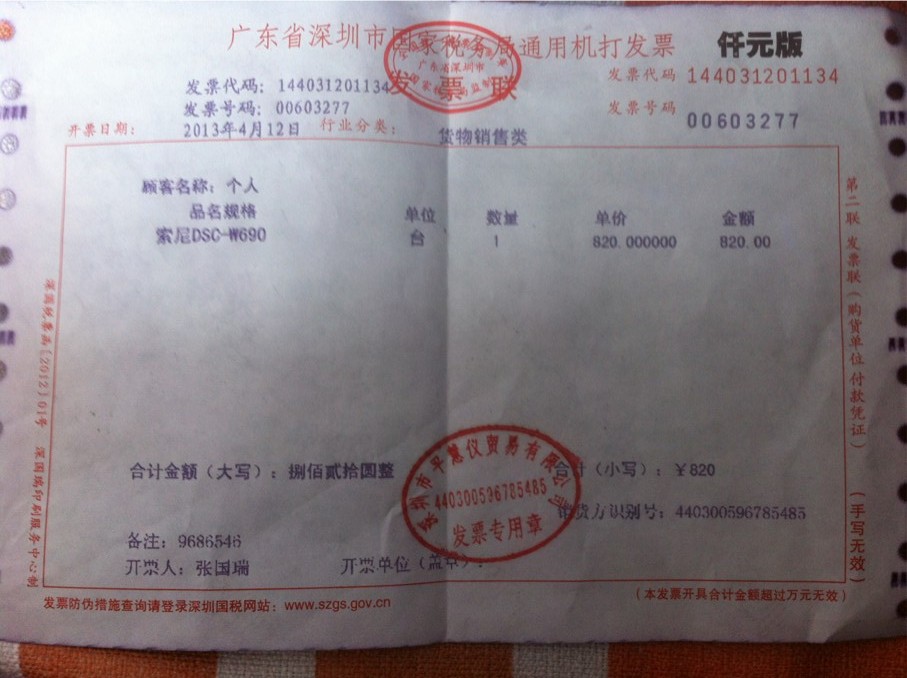 广东省深圳市国家税务局通用机打发票 仟元版
发票联
发票代码: 144031201134
发票代码 144031201134
发票号码: 00603277
发票号码 00603277
开票日期: 2013年4月12日 行业分类: 货物销售类
顾客名称: 个人
品名规格 单位 数量 单价 金额
索尼DSC-W690 台 1 820.000000 820.00
合计金额（大写）: 捌佰贰拾圆整 合计（小写）: ¥820
销货方识别号: 440300596785485
备注: 9686546
开票人: 张国瑞 开票单位（盖章）:
发票防伪措施查询请登录深圳国税网站: www.szgs.gov.cn
（本发票开具合计金额超过万元无效）
第二联 发票联（购货单位付款凭证）
（手写无效）
440300596785485
发票专用章
广东省深圳市